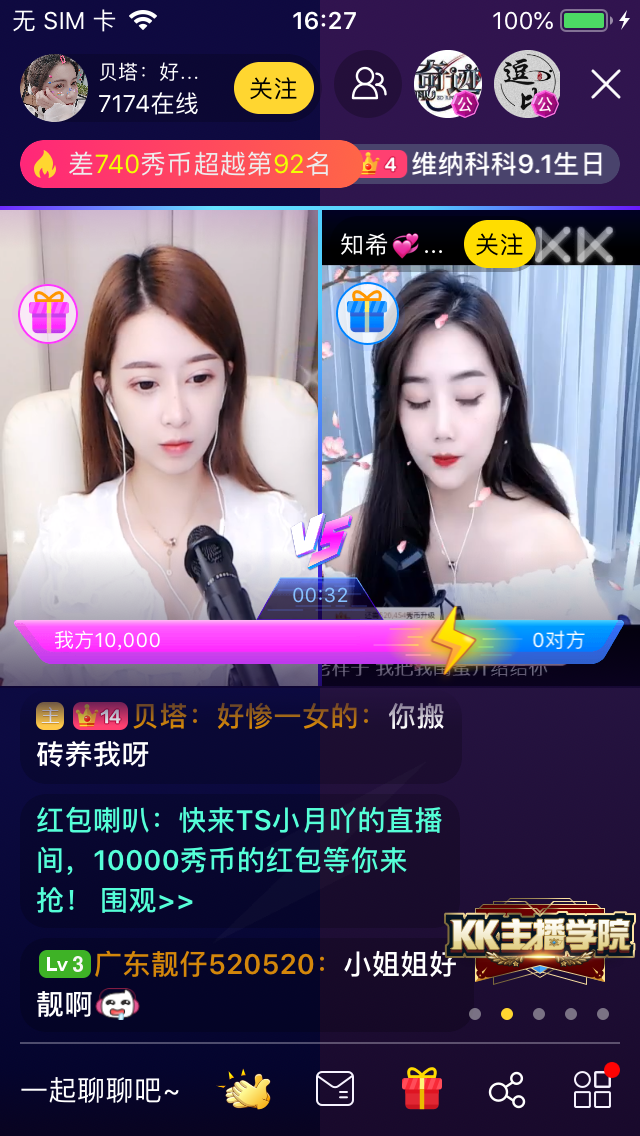 无 SIM 卡
16:27
100%
贝塔：好...
7174在线
关注
奇迹
公
逗
公
差740秀币超越第92名
4
维纳科科9.1生日
知希💞...
关注
KK
VS
00:32
我方10,000
0对方
主 14 贝塔：好惨一女的：你搬
砖养我呀
红包喇叭：快来TS小月吖的直播
间，10000秀币的红包等你来
抢！ 围观>>
Lv 3 广东靓仔520520：小姐姐好
靓啊
KK主播学院
一起聊聊吧~